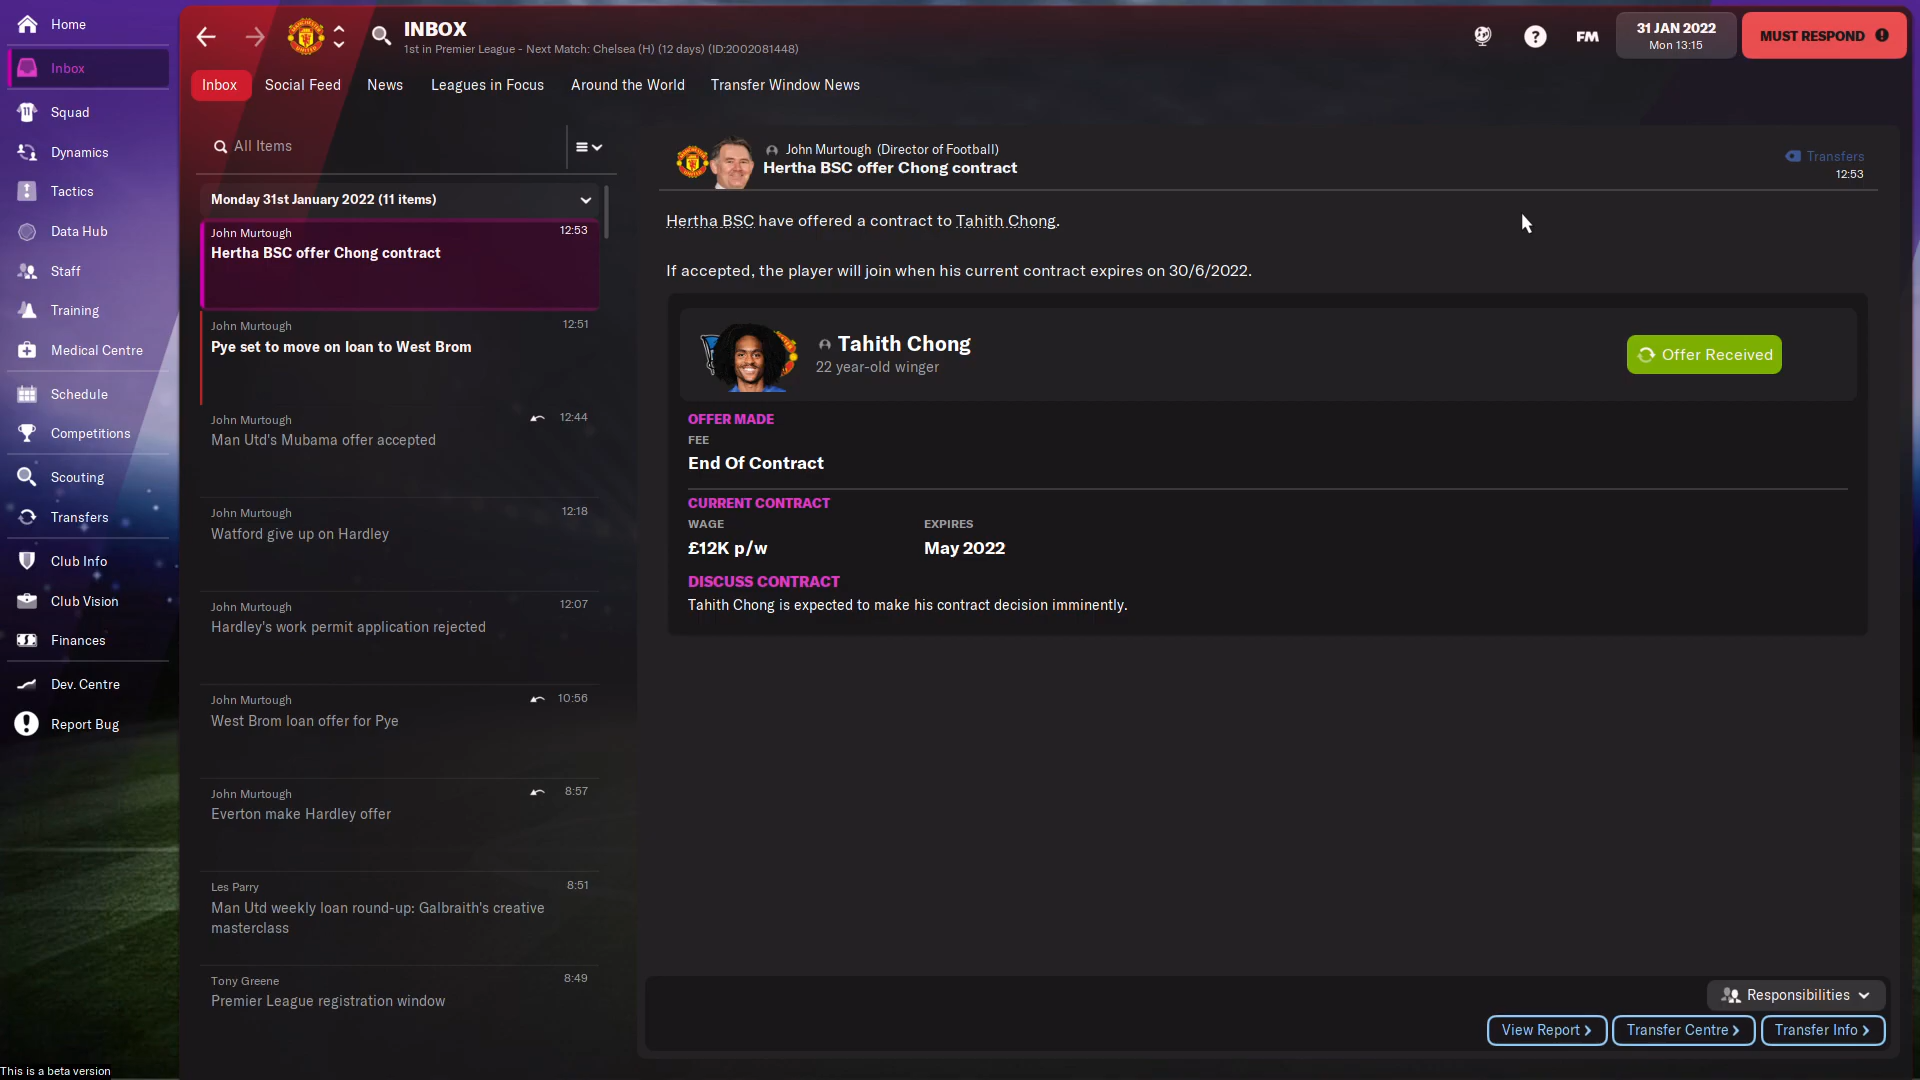 Home
Inbox
Squad
Dynamics
Tactics
Data Hub
Staff
Training
Medical Centre
Schedule
Competitions
Scouting
Transfers
Club Info
Club Vision
Finances
Dev. Centre
Report Bug
This is a beta version
INBOX
1st in Premier League - Next Match: Chelsea (H) (12 days) (ID:2002081448)
FM
31 JAN 2022
Mon 13:15
MUST RESPOND
Inbox
Social Feed
News
Leagues in Focus
Around the World
Transfer Window News
All Items
Monday 31st January 2022 (11 items)
John Murtough 12:53
Hertha BSC offer Chong contract
John Murtough 12:51
Pye set to move on loan to West Brom
John Murtough 12:44
Man Utd's Mubama offer accepted
John Murtough 12:18
Watford give up on Hardley
John Murtough 12:07
Hardley's work permit application rejected
John Murtough 10:56
West Brom loan offer for Pye
John Murtough 8:57
Everton make Hardley offer
Les Parry 8:51
Man Utd weekly loan round-up: Galbraith's creative
masterclass
Tony Greene 8:49
Premier League registration window
John Murtough (Director of Football)
Hertha BSC offer Chong contract
Transfers
12:53
Hertha BSC have offered a contract to Tahith Chong.
If accepted, the player will join when his current contract expires on 30/6/2022.
Tahith Chong
22 year-old winger
Offer Received
OFFER MADE
FEE
End Of Contract
CURRENT CONTRACT
WAGE EXPIRES
£12K p/w May 2022
DISCUSS CONTRACT
Tahith Chong is expected to make his contract decision imminently.
Responsibilities
View Report
Transfer Centre
Transfer Info